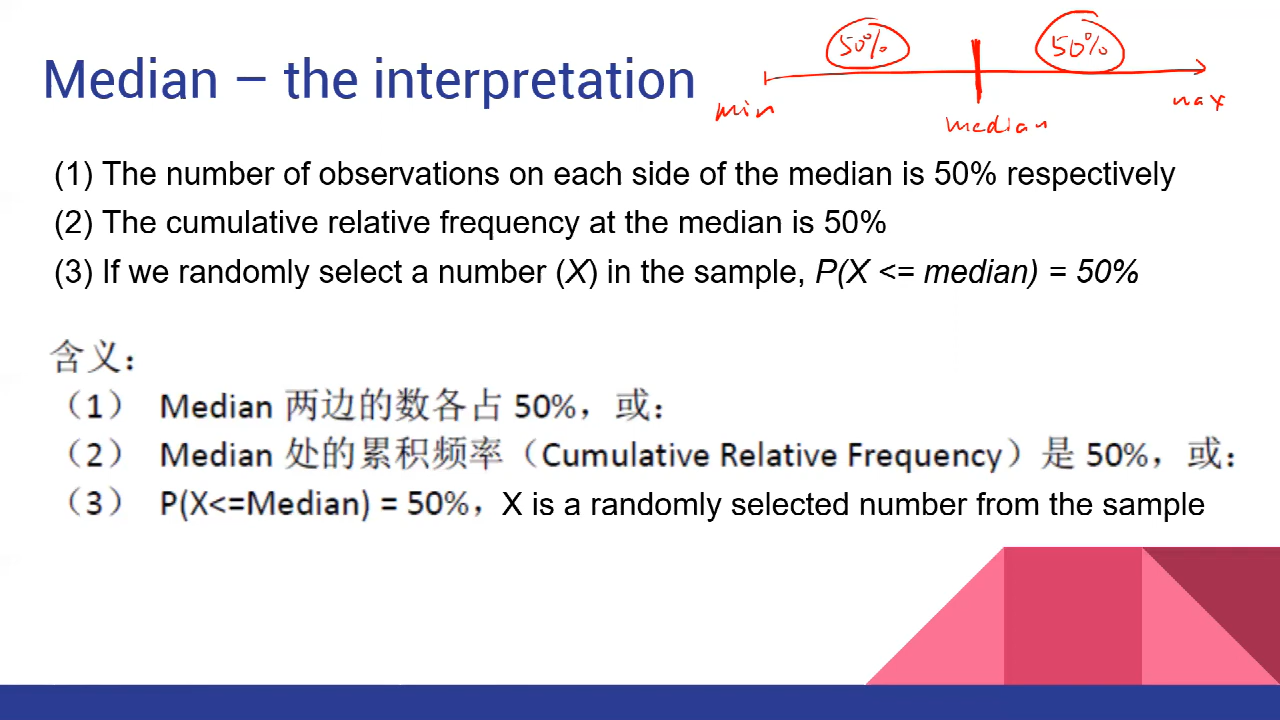 50% 50%
Median – the interpretation
min median max
(1) The number of observations on each side of the median is 50% respectively
(2) The cumulative relative frequency at the median is 50%
(3) If we randomly select a number (X) in the sample, P(X <= median) = 50%
含义：
（1） Median 两边的数各占 50%，或：
（2） Median 处的累积频率（Cumulative Relative Frequency）是 50%，或：
（3） P(X<=Median) = 50%，X is a randomly selected number from the sample